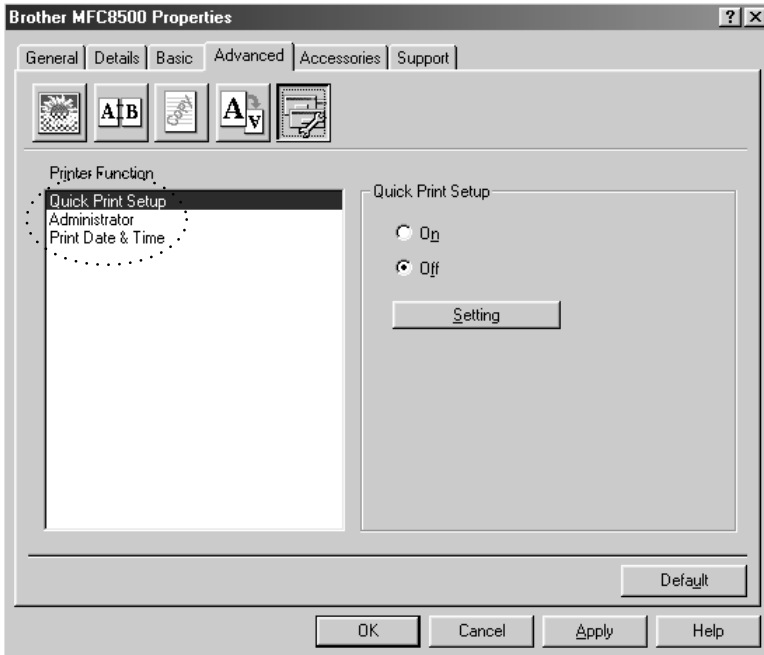 Brother MFC8500 Properties
General Details Basic Advanced Accessories Support
A B COPY A A
Printer Function
Quick Print Setup
Administrator
Print Date & Time
Quick Print Setup
On
Off
Setting
Default
OK Cancel Apply Help